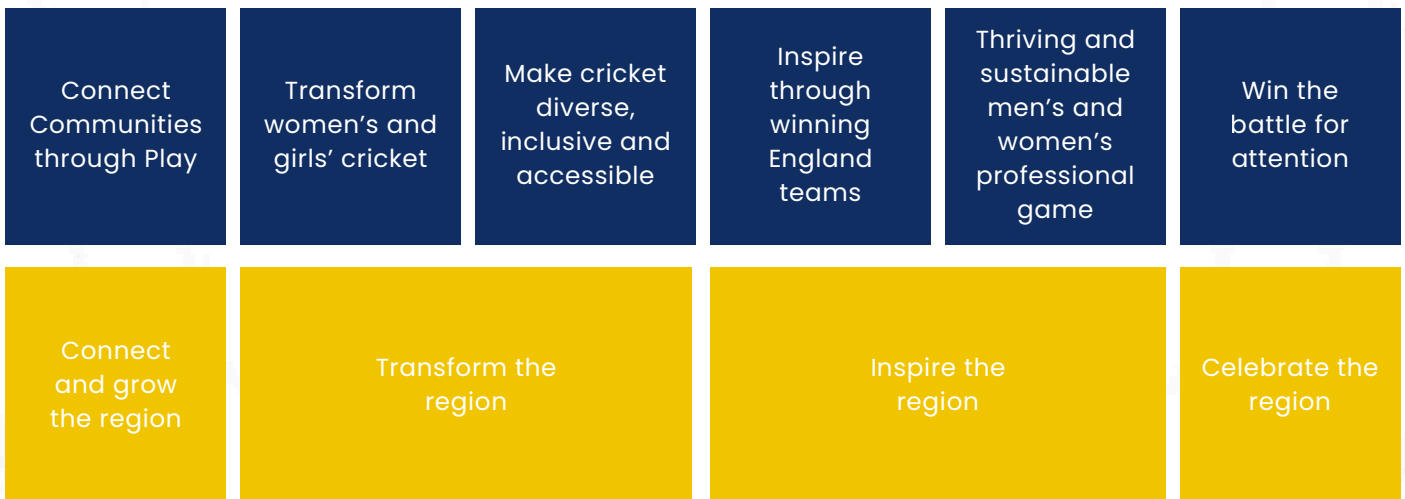 Connect
Communities
through Play
Transform
women's and
girls' cricket
Make cricket
diverse,
inclusive and
accessible
Inspire
through
winning
England
teams
Thriving and
sustainable
men's and
women's
professional
game
Win the
battle for
attention
Connect
and grow
the region
Transform the
region
Inspire the
region
Celebrate the
region